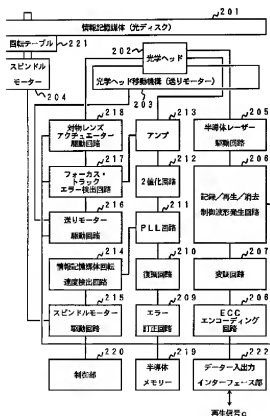 情報記憶媒体(光ディスク)
201
回転テーブル
221
202
光学ヘッド
スピンドル
モーター
光学ヘッド移動機構(送りモーター)
204
203
218
対物レンズ
アクチュエーター
駆動回路
アンプ
213
半導体レーザー
駆動回路
205
217
フォーカス・
トラック
エラー検出回路
212
2値化回路
206
記録/再生/消去
制御波形発生回路
216
送りモーター
駆動回路
211
PLL回路
214
情報記憶媒体回転
速度検出回路
210
復調回路
207
変調回路
215
スピンドルモーター
駆動回路
209
エラー
訂正回路
208
ECC
エンコーディング
回路
220
制御部
219
半導体
メモリー
222
データー入出力
インターフェース部
再生信号c